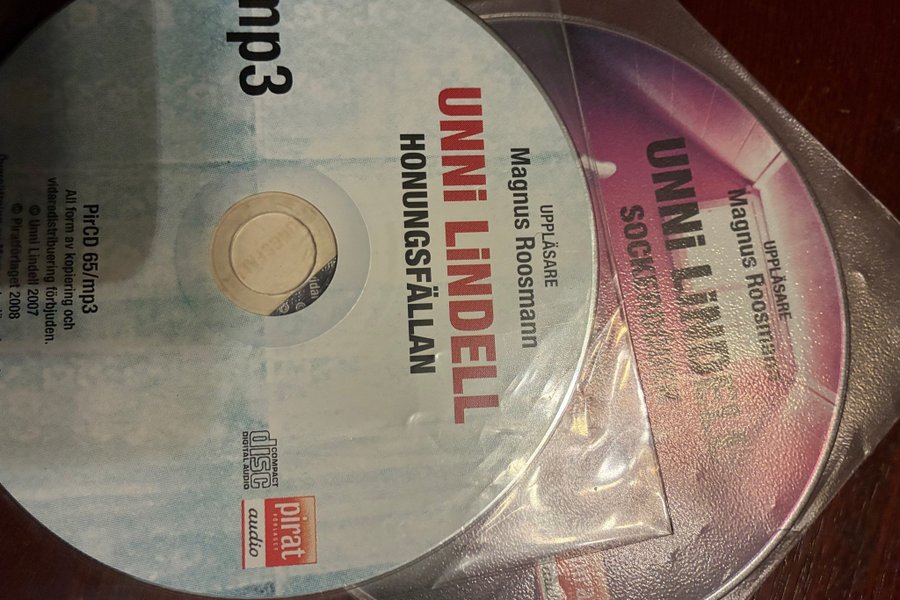 UPPLÄSARE
Magnus Roosmann
UNNi LiNDELL
HONUNGSFÄLLAN
mp3
COMPACT
disc
DIGITAL AUDIO
pirat
FÖRLAGET
audio
PirCD 65/mp3
All form av kopiering och
vidaredistribuering förbjuden.
© Unni Lindell 2007
© Piratförlaget 2008
UPPLÄSARE
Magnus Roosmann
UNNi LiNDELL